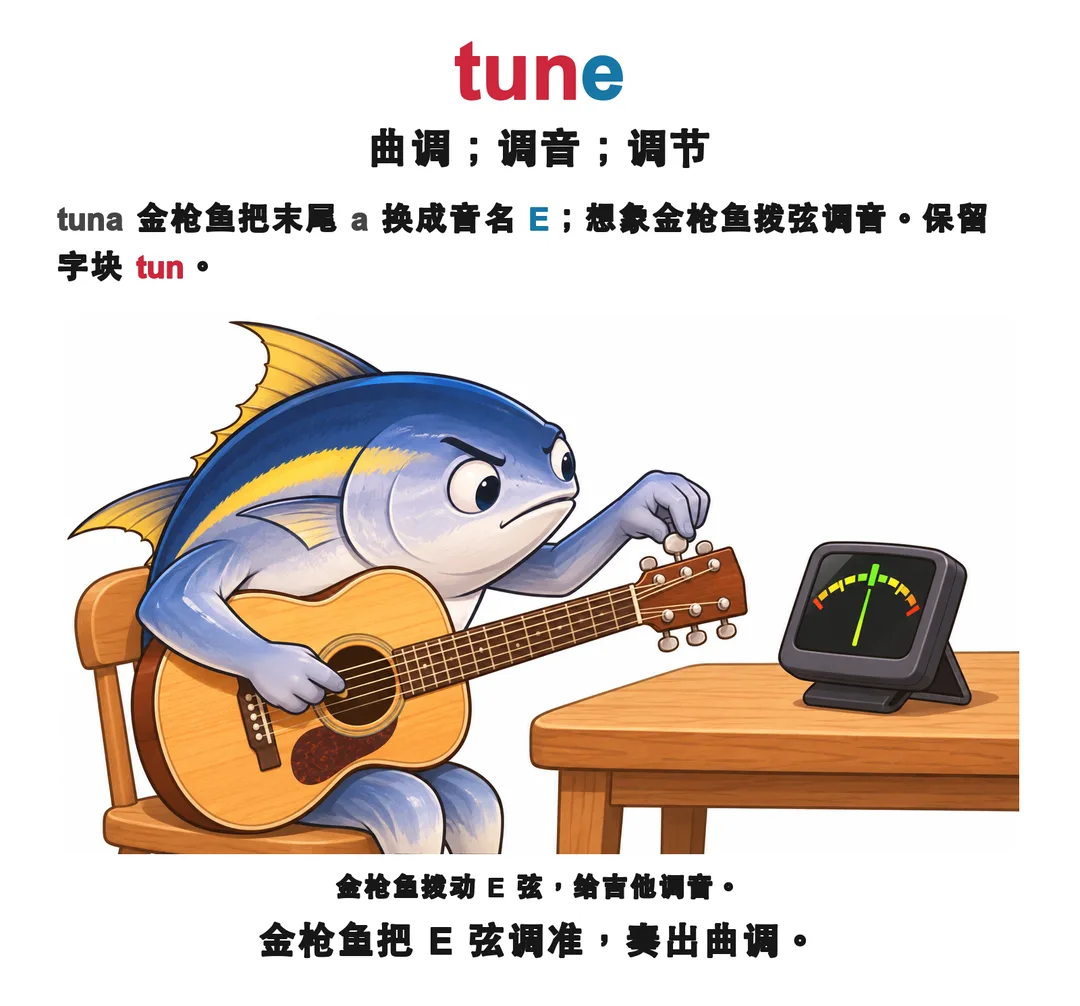 tune
曲调；调音；调节
tuna 金枪鱼把末尾 a 换成音名 E；想象金枪鱼拨弦调音。保留
字块 tun。
金枪鱼拨动 E 弦，给吉他调音。
金枪鱼把 E 弦调准，奏出曲调。